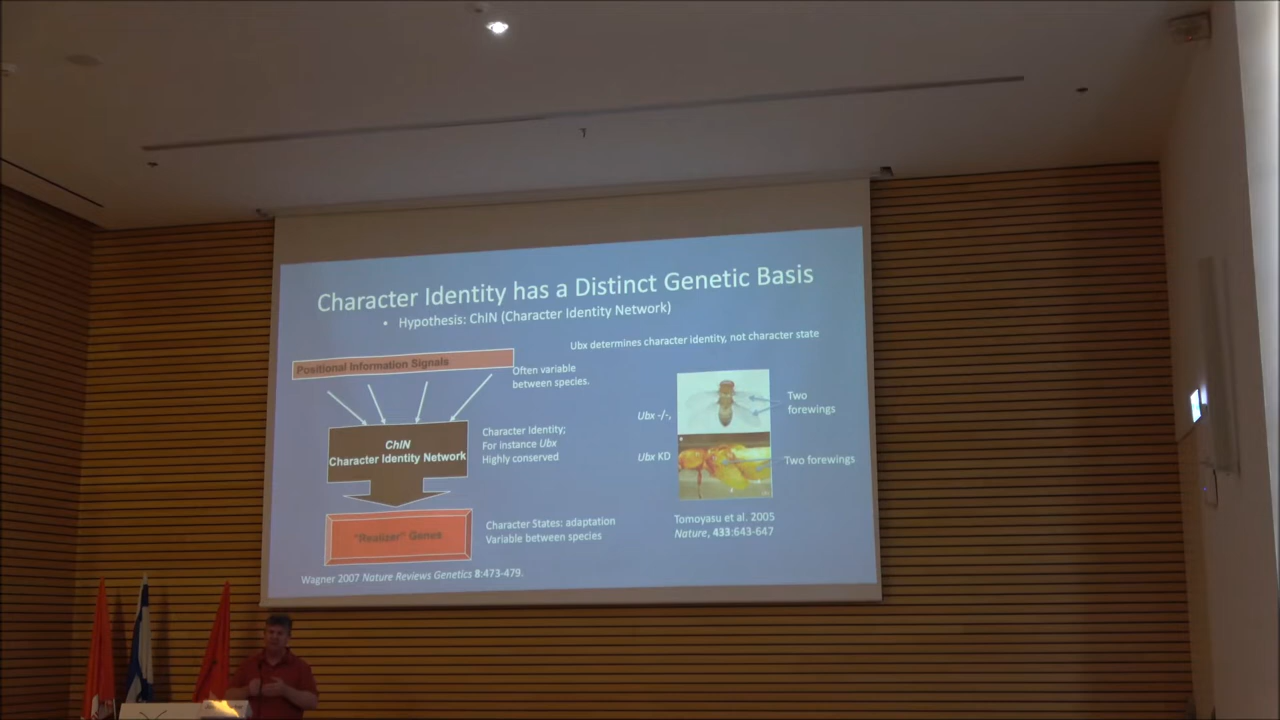 Character Identity has a Distinct Genetic Basis
• Hypothesis: ChIN (Character Identity Network)
Positional Information Signals
Often variable
between species.
ChIN
Character Identity Network
Character Identity;
For instance Ubx
Highly conserved
"Realizer" Genes
Character States: adaptation
Variable between species
Wagner 2007 Nature Reviews Genetics 8:473-479.
Ubx determines character identity, not character state
Ubx -/-,
Two
forewings
Ubx KD
Two forewings
Tomoyasu et al. 2005
Nature, 433:643-647